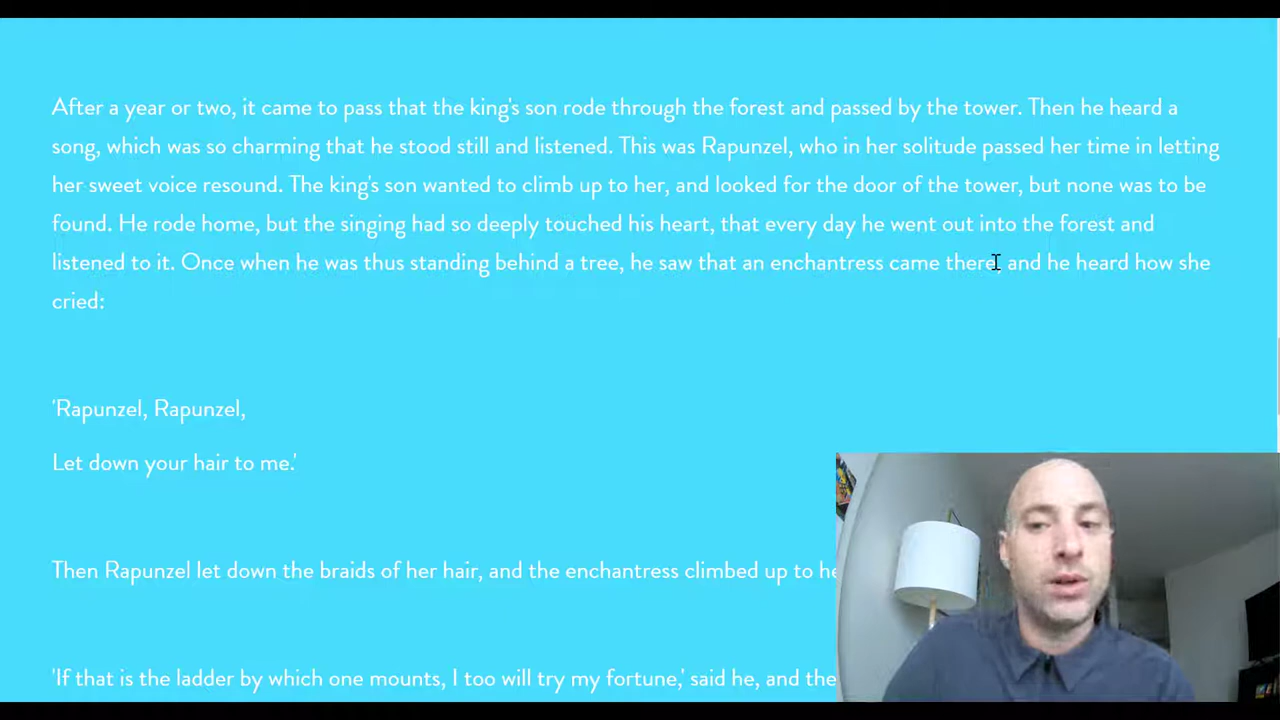 After a year or two, it came to pass that the king's son rode through the forest and passed by the tower. Then he heard a
song, which was so charming that he stood still and listened. This was Rapunzel, who in her solitude passed her time in letting
her sweet voice resound. The king's son wanted to climb up to her, and looked for the door of the tower, but none was to be
found. He rode home, but the singing had so deeply touched his heart, that every day he went out into the forest and
listened to it. Once when he was thus standing behind a tree, he saw that an enchantress came there, and he heard how she
cried:
'Rapunzel, Rapunzel,
Let down your hair to me.'
Then Rapunzel let down the braids of her hair, and the enchantress climbed up to he
'If that is the ladder by which one mounts, I too will try my fortune,' said he, and the